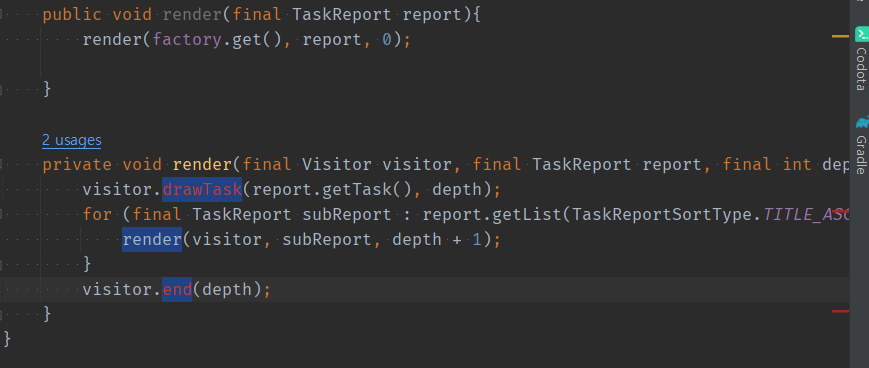 public void render(final TaskReport report){
render(factory.get(), report, 0);
}
2 usages
private void render(final Visitor visitor, final TaskReport report, final int dep
visitor.drawTask(report.getTask(), depth);
for (final TaskReport subReport : report.getList(TaskReportSortType.TITLE_ASC
render(visitor, subReport, depth + 1);
}
visitor.end(depth);
}
}
Codota
Gradle